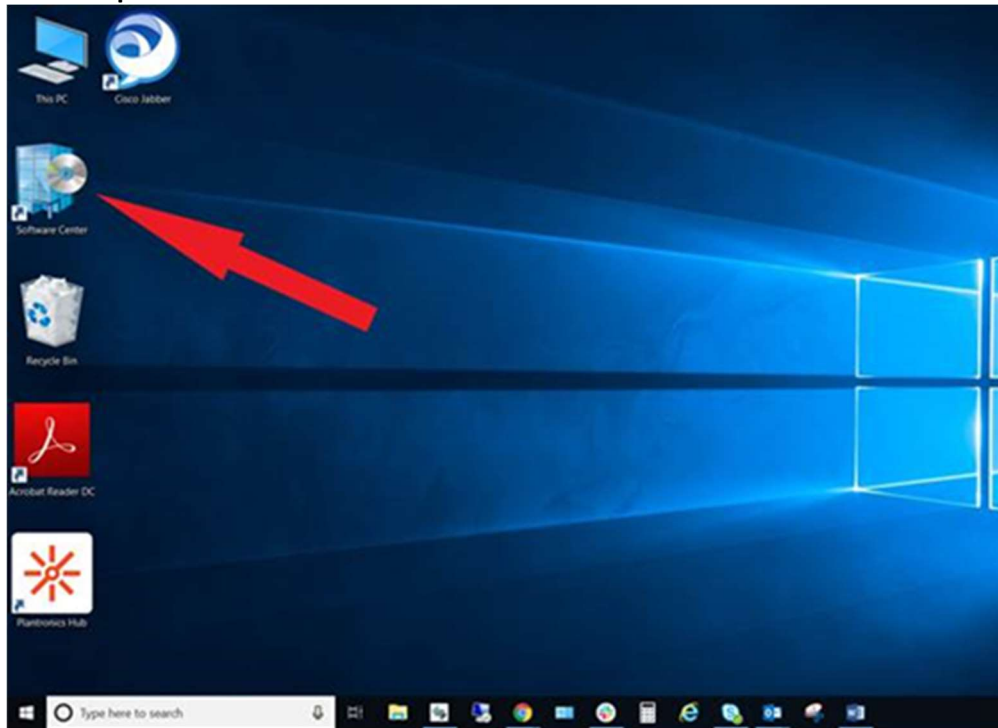 This PC
Cisco Jabber
Software Center
Recycle Bin
Acrobat Reader DC
Plantronics Hub
Type here to search